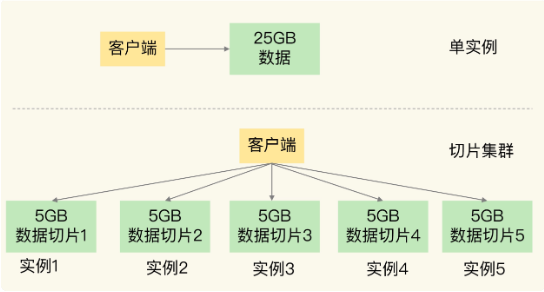 客户端
25GB
数据
单实例
客户端
切片集群
5GB
数据切片1
5GB
数据切片2
5GB
数据切片3
5GB
数据切片4
5GB
数据切片5
实例1
实例2
实例3
实例4
实例5